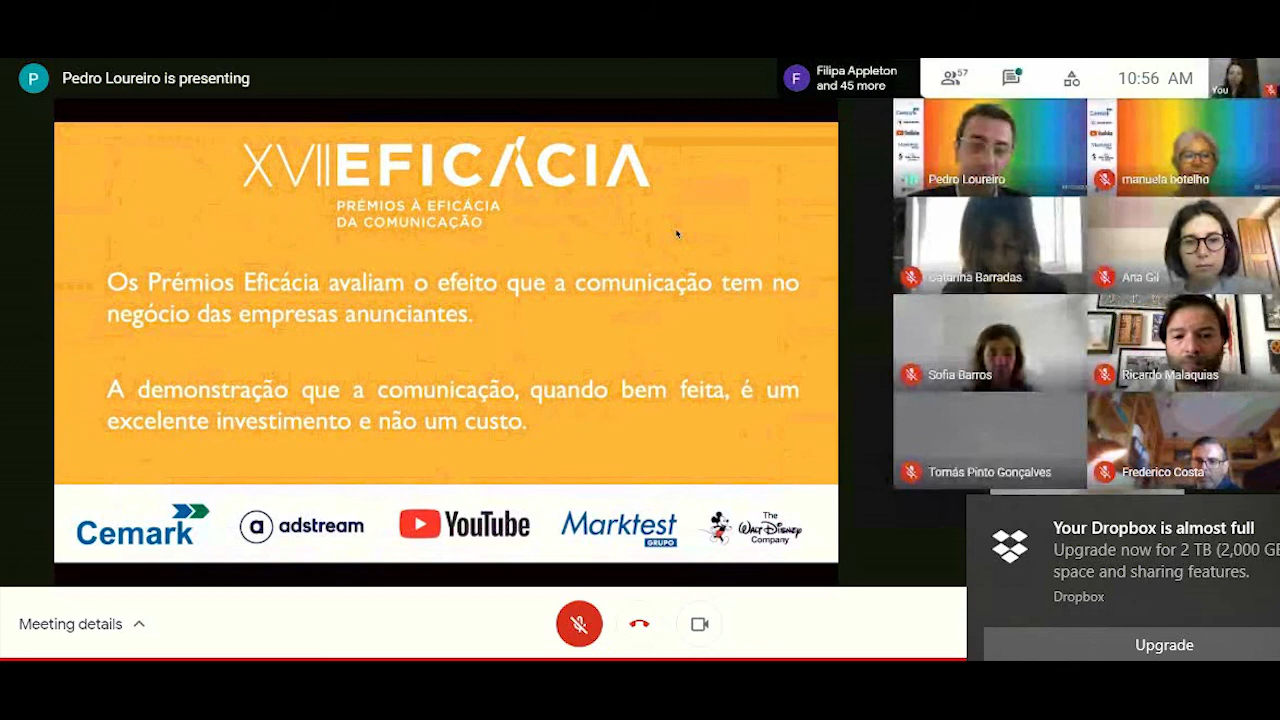 P
Pedro Loureiro is presenting
F
Filipa Appleton
and 45 more
57
10:56 AM
You
XVII EFICÁCIA
PRÉMIOS À EFICÁCIA
DA COMUNICAÇÃO
Os Prémios Eficácia avaliam o efeito que a comunicação tem no
negócio das empresas anunciantes.
A demonstração que a comunicação, quando bem feita, é um
excelente investimento e não um custo.
Cemark
a adstream
YouTube
Marktest
GRUPO
The
WALT DISNEY
Company
Pedro Loureiro
manuela botelho
Catarina Barradas
Ana Gil
Sofia Barros
Ricardo Malaquias
Tomás Pinto Gonçalves
Frederico Costa
Your Dropbox is almost full
Upgrade now for 2 TB (2,000 GB
space and sharing features.
Dropbox
Upgrade
Meeting details